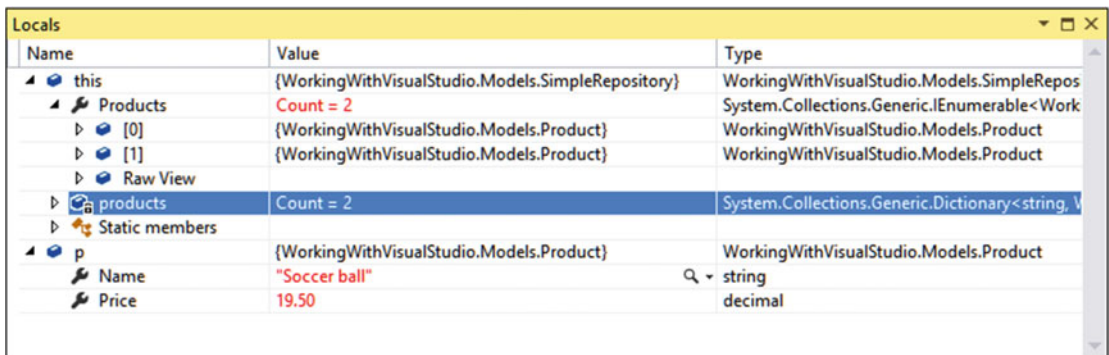 Locals
Name Value Type
this {WorkingWithVisualStudio.Models.SimpleRepository} WorkingWithVisualStudio.Models.SimpleRepos
Products Count = 2 System.Collections.Generic.IEnumerable<Work
[0] {WorkingWithVisualStudio.Models.Product} WorkingWithVisualStudio.Models.Product
[1] {WorkingWithVisualStudio.Models.Product} WorkingWithVisualStudio.Models.Product
Raw View
products Count = 2 System.Collections.Generic.Dictionary<string, W
Static members
p {WorkingWithVisualStudio.Models.Product} WorkingWithVisualStudio.Models.Product
Name "Soccer ball" string
Price 19.50 decimal